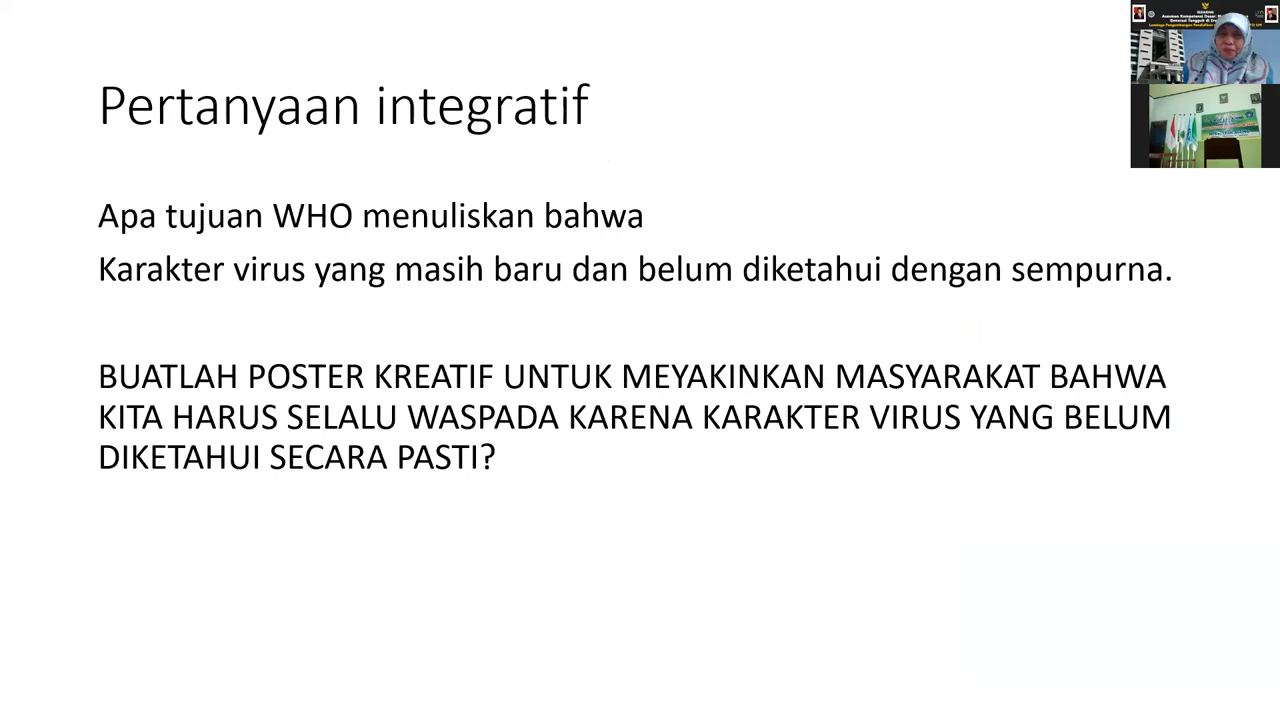 Pertanyaan integratif
Apa tujuan WHO menuliskan bahwa
Karakter virus yang masih baru dan belum diketahui dengan sempurna.
BUATLAH POSTER KREATIF UNTUK MEYAKINKAN MASYARAKAT BAHWA
KITA HARUS SELALU WASPADA KARENA KARAKTER VIRUS YANG BELUM
DIKETAHUI SECARA PASTI?